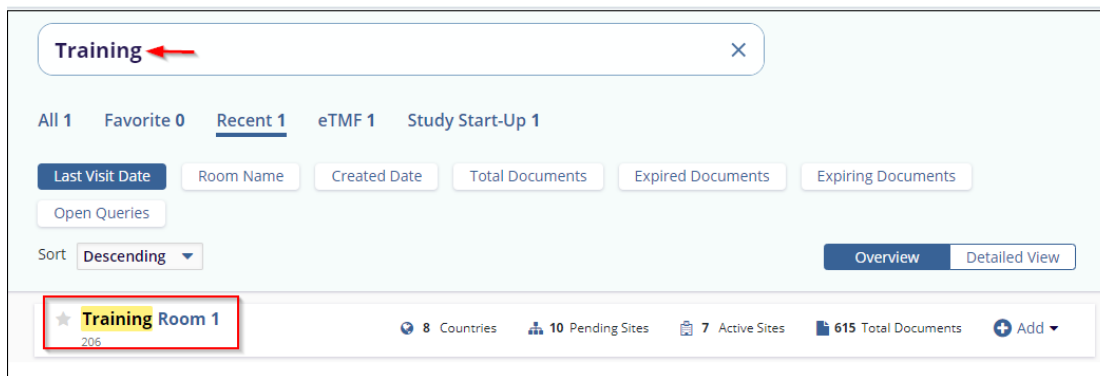 Training
All 1 Favorite 0 Recent 1 eTMF 1 Study Start-Up 1
Last Visit Date Room Name Created Date Total Documents Expired Documents Expiring Documents
Open Queries
Sort Descending Overview Detailed View
Training Room 1 8 Countries 10 Pending Sites 7 Active Sites 615 Total Documents Add
206